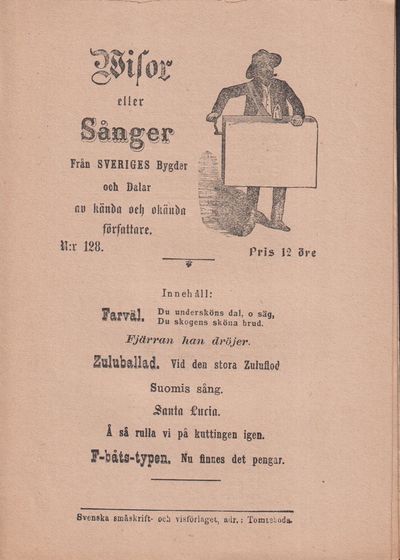 Wisor
eller
Sånger
Från SVERIGES Bygder
och Dalar
av kända och okända
författare.
N:r 128.
Pris 12 öre
Innehåll:
Farväl. Du undersköns dal, o säg,
Du skogens sköna brud.
Fjärran han dröjer.
Zuluballad. Vid den stora Zuluflod
Suomis sång.
Santa Lucia.
Å så rulla vi på kuttingen igen.
F-båts-typen. Nu finnes det pengar.
Svenska småskrift- och visförlaget, adr.: Tomteboda.